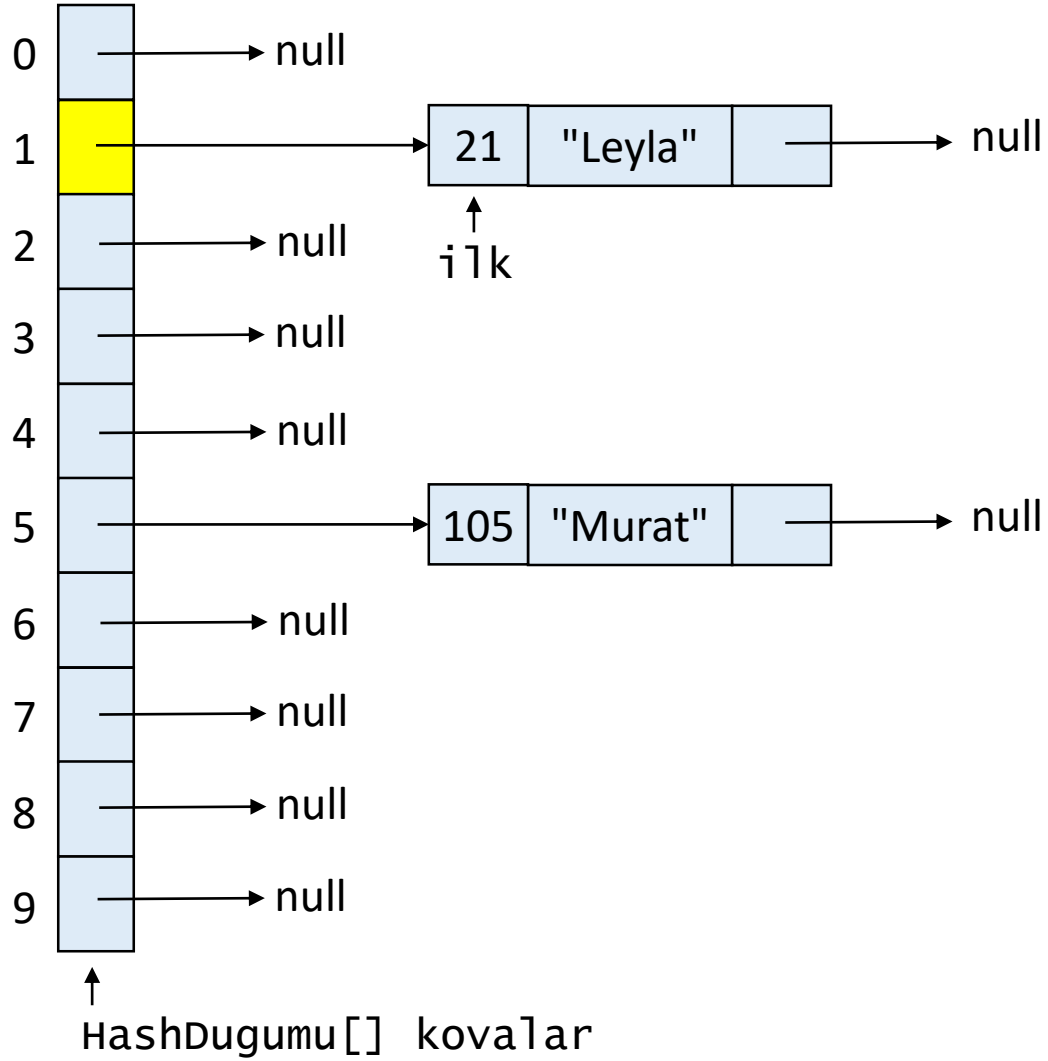 0 null
1 21 "Leyla" null
ilk
2 null
3 null
4 null
5 105 "Murat" null
6 null
7 null
8 null
9 null
HashDugumu[] kovalar